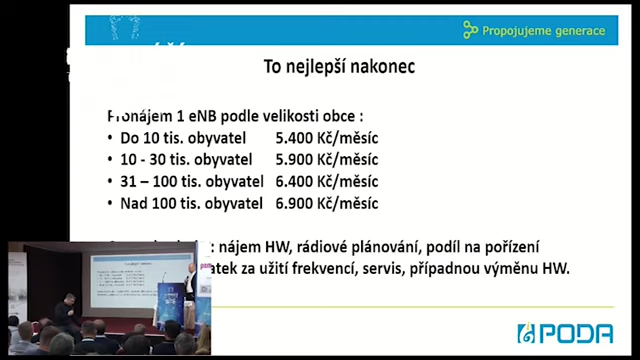 Propojujeme generace
To nejlepší nakonec
Pronájem 1 eNB podle velikosti obce :
• Do 10 tis. obyvatel 5.400 Kč/měsíc
• 10 - 30 tis. obyvatel 5.900 Kč/měsíc
• 31 – 100 tis. obyvatel 6.400 Kč/měsíc
• Nad 100 tis. obyvatel 6.900 Kč/měsíc
: nájem HW, rádiové plánování, podíl na pořízení
za užití frekvencí, servis, případnou výměnu HW.
PODA